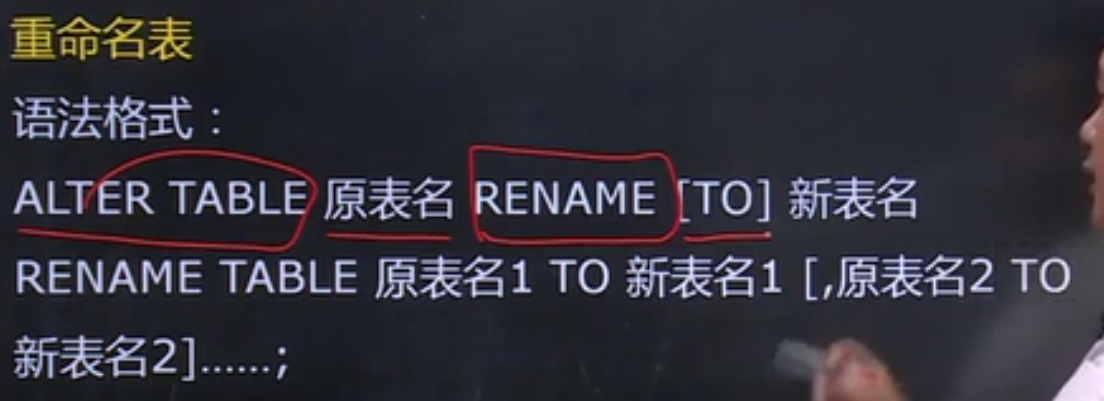 重命名表
语法格式：
ALTER TABLE 原表名 RENAME [TO] 新表名
RENAME TABLE 原表名1 TO 新表名1 [,原表名2 TO
新表名2]......;